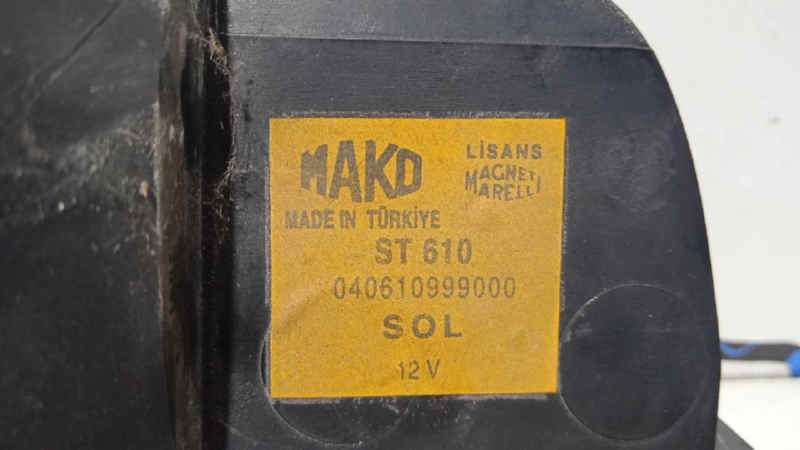 MAKO
LİSANS
MAGNETI
MARELLI
MADE IN TÜRKİYE
ST 610
040610999000
SOL
12 V